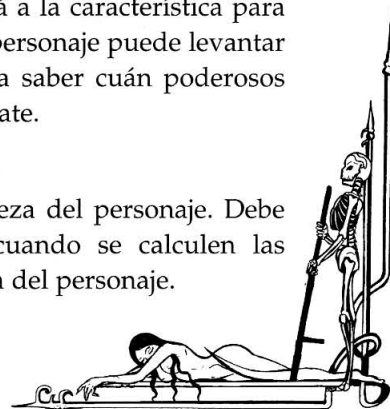 á a la característica para
personaje puede levantar
a saber cuán poderosos
ate.
eza del personaje. Debe
cuando se calculen las
n del personaje.